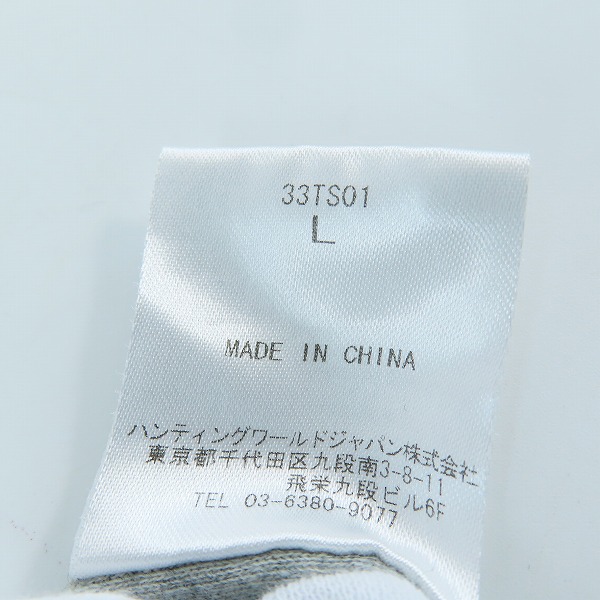 33TS01
L
MADE IN CHINA
ハンティングワールドジャパン株式会社
東京都千代田区九段南3-8-11
飛栄九段ビル6F
TEL 03-6380-9077